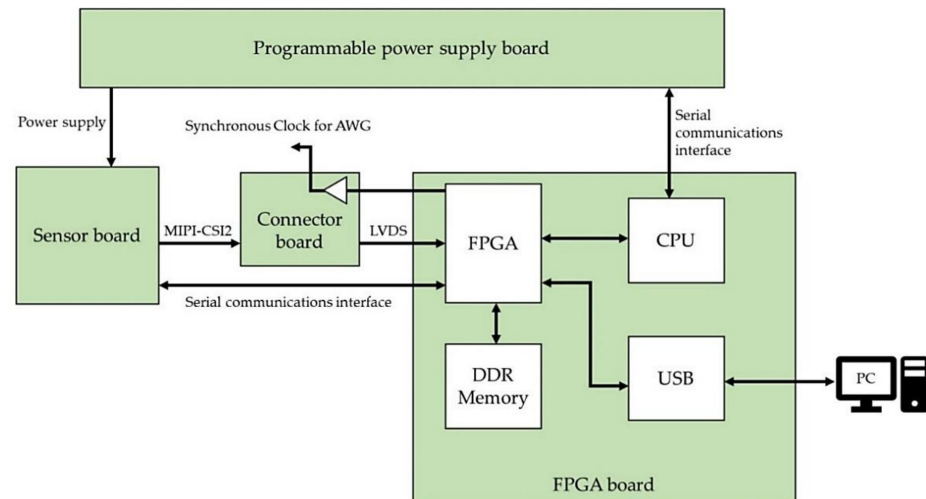 Programmable power supply board
Power supply
Synchronous Clock for AWG
Serial
communications
interface
Sensor board
MIPI-CSI2
Connector
board
LVDS
FPGA
CPU
Serial communications interface
DDR
Memory
USB
PC
FPGA board